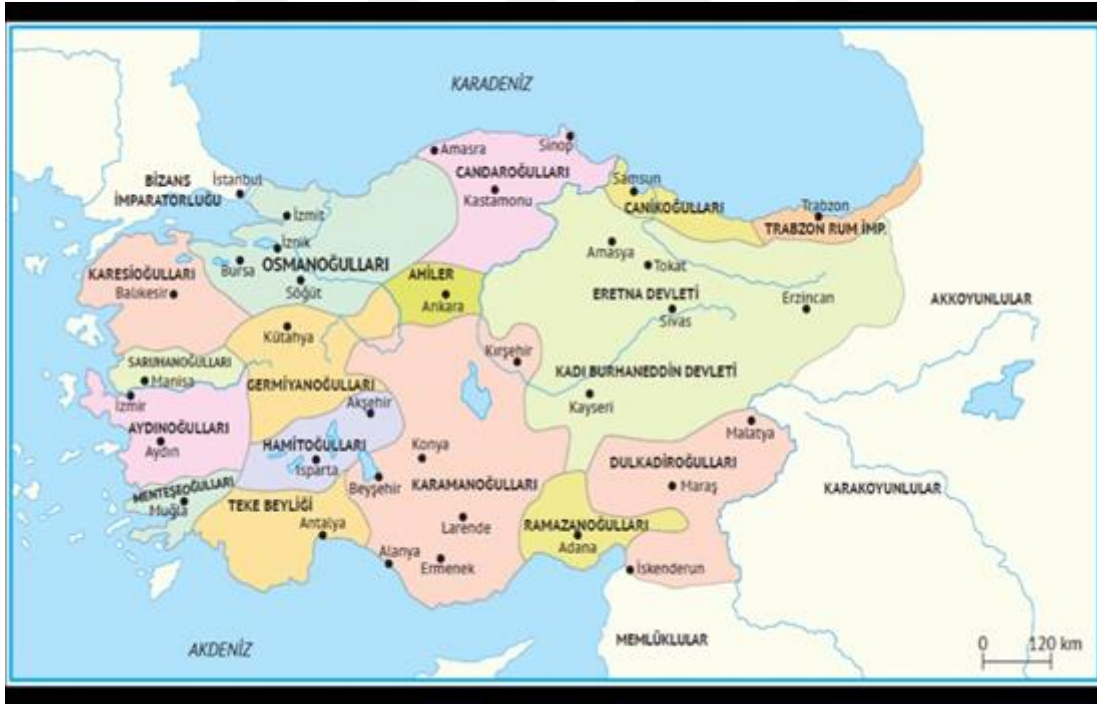 KARADENİZ
Amasra
Sinop
CANDAROĞULLARI
Kastamonu
BİZANS
İMPARATORLUĞU
İstanbul
İzmit
İznik
Bursa
OSMANOĞULLARI
Söğüt
Samsun
CANİKOĞULLARI
Trabzon
TRABZON RUM İMP.
KARESİOĞULLARI
Balıkesir
AHİLER
Ankara
Amasya
Tokat
ERETNA DEVLETİ
Sivas
Erzincan
AKKOYUNLULAR
Kütahya
Kırşehir
SARUHANOĞULLARI
Manisa
GERMİYANOĞULLARI
KADI BURHANEDDİN DEVLETİ
Kayseri
İzmir
Akşehir
AYDINOĞULLARI
Aydın
HAMİTOĞULLARI
Isparta
Konya
Beyşehir
KARAMANOĞULLARI
Malatya
DULKADİROĞULLARI
Maraş
KARAKOYUNLULAR
MENTEŞEOĞULLARI
Muğla
TEKE BEYLİĞİ
Antalya
Larende
RAMAZANOĞULLARI
Adana
Alanya
Ermenek
İskenderun
AKDENİZ
MEMLÛKLULAR
0 120 km